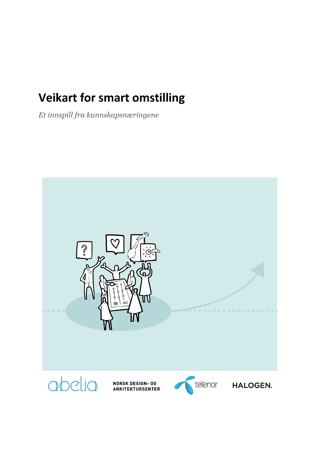 Veikart for smart omstilling
Et innspill fra kunnskapsnæringene
?
abelia
NORSK DESIGN- OG
ARKITEKTURSENTER
telenor
HALOGEN.